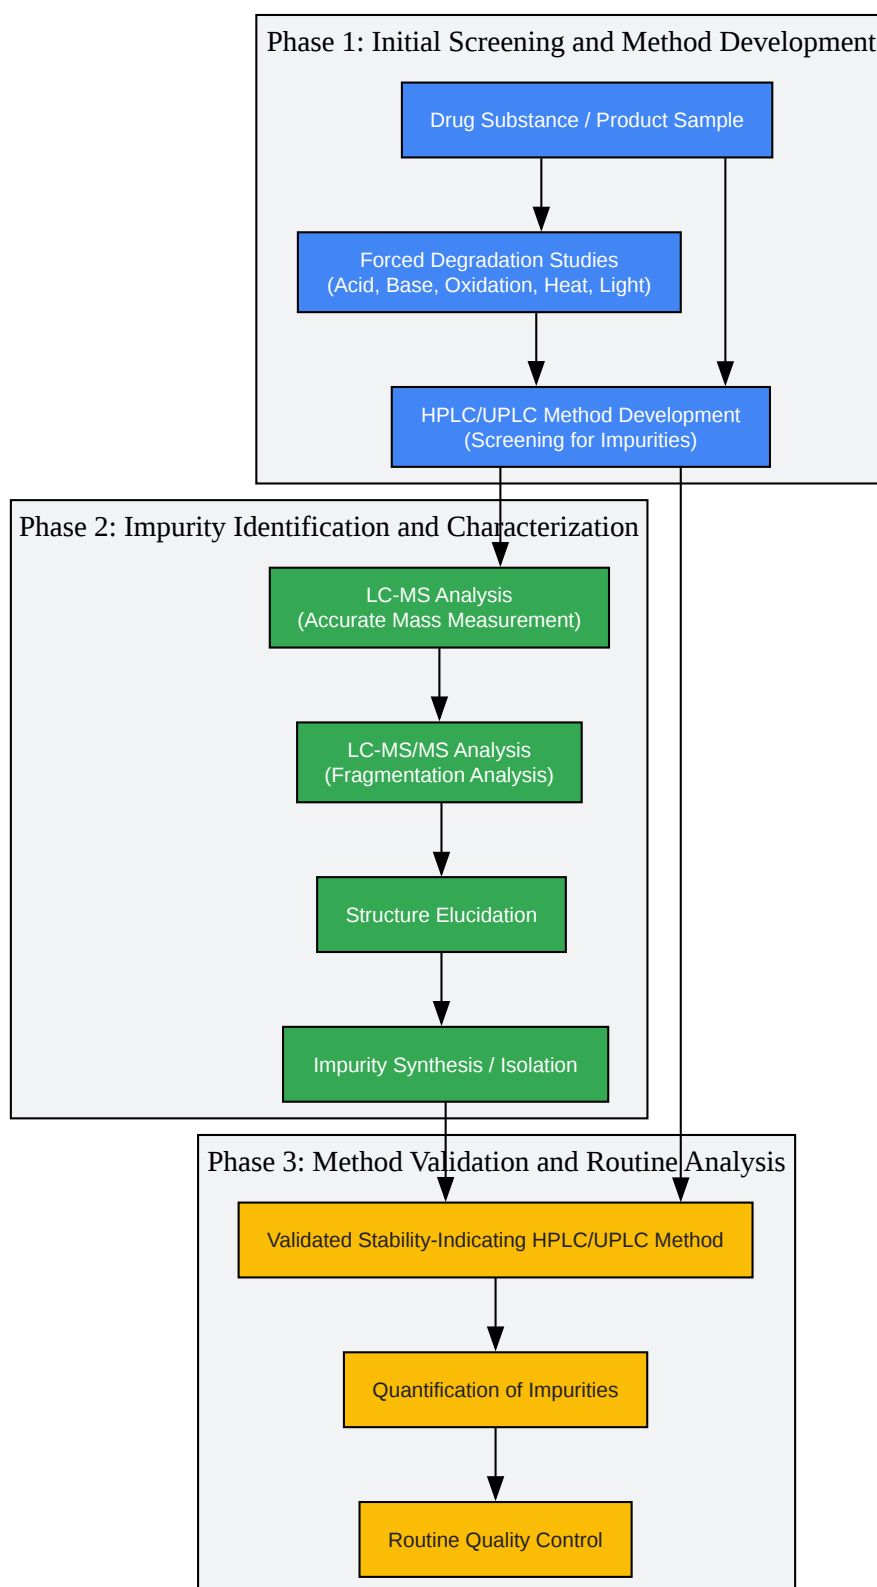 Phase 1: Initial Screening and Method Development
Drug Substance / Product Sample
Forced Degradation Studies
(Acid, Base, Oxidation, Heat, Light)
HPLC/UPLC Method Development
(Screening for Impurities)
Phase 2: Impurity Identification and Characterization
LC-MS Analysis
(Accurate Mass Measurement)
LC-MS/MS Analysis
(Fragmentation Analysis)
Structure Elucidation
Impurity Synthesis / Isolation
Phase 3: Method Validation and Routine Analysis
Validated Stability-Indicating HPLC/UPLC Method
Quantification of Impurities
Routine Quality Control